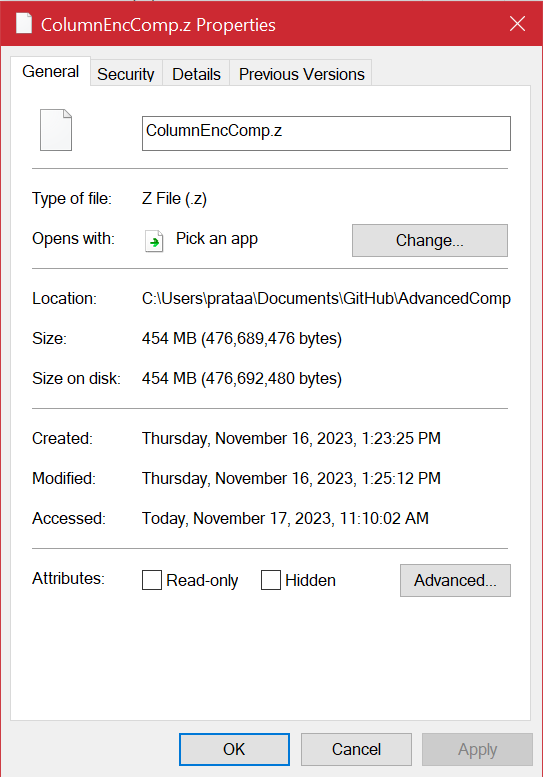 ColumnEncComp.z Properties
General Security Details Previous Versions
ColumnEncComp.z
Type of file: Z File (.z)
Opens with: Pick an app Change...
Location: C:\Users\prataa\Documents\GitHub\AdvancedComp
Size: 454 MB (476,689,476 bytes)
Size on disk: 454 MB (476,692,480 bytes)
Created: Thursday, November 16, 2023, 1:23:25 PM
Modified: Thursday, November 16, 2023, 1:25:12 PM
Accessed: Today, November 17, 2023, 11:10:02 AM
Attributes: Read-only Hidden Advanced...
OK Cancel Apply